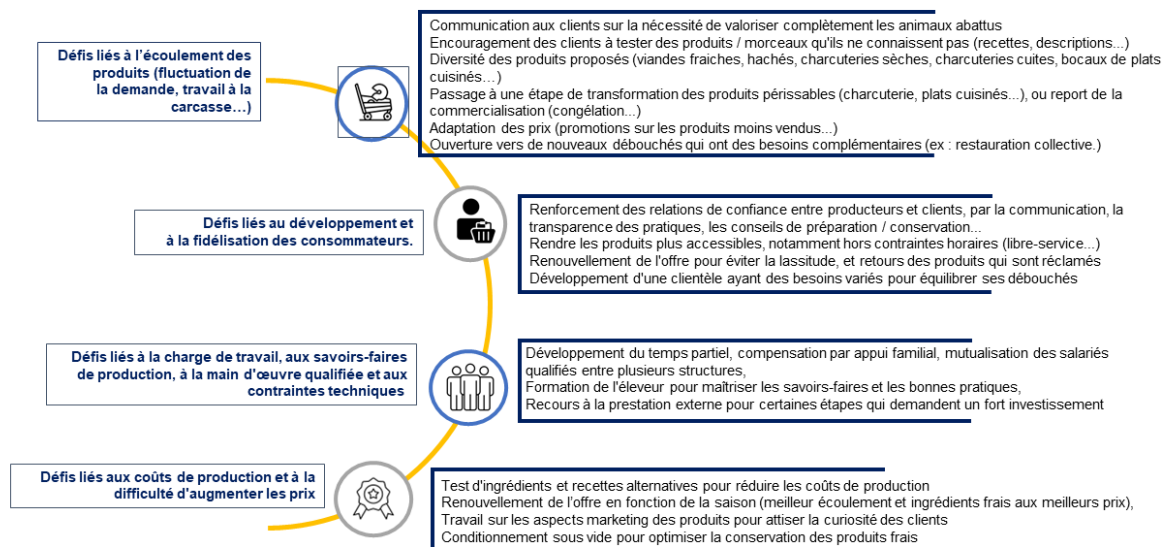 Défis liés à l'écoulement des
produits (fluctuation de
la demande, travail à la
carcasse…)
Communication aux clients sur la nécessité de valoriser complètement les animaux abattus
Encouragement des clients à tester des produits / morceaux qu'ils ne connaissent pas (recettes, descriptions...)
Diversité des produits proposés (viandes fraiches, hachés, charcuteries sèches, charcuteries cuites, bocaux de plats
cuisinés…)
Passage à une étape de transformation des produits périssables (charcuterie, plats cuisinés...), ou report de la
commercialisation (congélation...)
Adaptation des prix (promotions sur les produits moins vendus...)
Ouverture vers de nouveaux débouchés qui ont des besoins complémentaires (ex : restauration collective.)
Défis liés au développement et
à la fidélisation des consommateurs.
Renforcement des relations de confiance entre producteurs et clients, par la communication, la
transparence des pratiques, les conseils de préparation / conservation...
Rendre les produits plus accessibles, notamment hors contraintes horaires (libre-service...)
Renouvellement de l'offre pour éviter la lassitude, et retours des produits qui sont réclamés
Développement d'une clientèle ayant des besoins variés pour équilibrer ses débouchés
Défis liés à la charge de travail, aux savoirs-faires
de production, à la main d'œuvre qualifiée et aux
contraintes techniques
Développement du temps partiel, compensation par appui familial, mutualisation des salariés
qualifiés entre plusieurs structures,
Formation de l'éleveur pour maîtriser les savoirs-faires et les bonnes pratiques,
Recours à la prestation externe pour certaines étapes qui demandent un fort investissement
Défis liés aux coûts de production et à la
difficulté d'augmenter les prix
Test d'ingrédients et recettes alternatives pour réduire les coûts de production
Renouvellement de l'offre en fonction de la saison (meilleur écoulement et ingrédients frais aux meilleurs prix),
Travail sur les aspects marketing des produits pour attiser la curiosité des clients
Conditionnement sous vide pour optimiser la conservation des produits frais